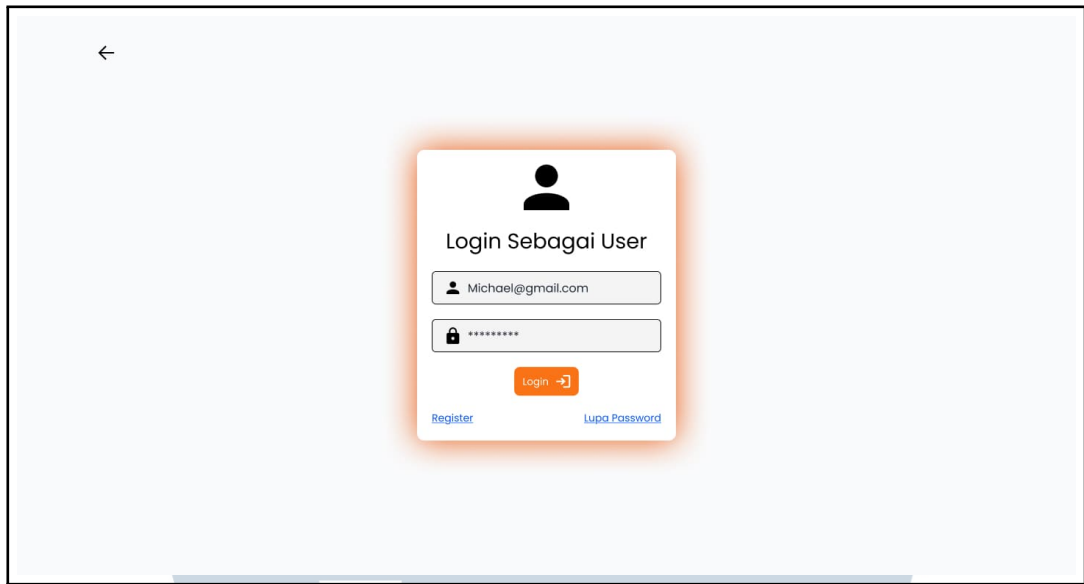 Login Sebagai User
Michael@gmail.com
*********
Login
Register Lupa Password